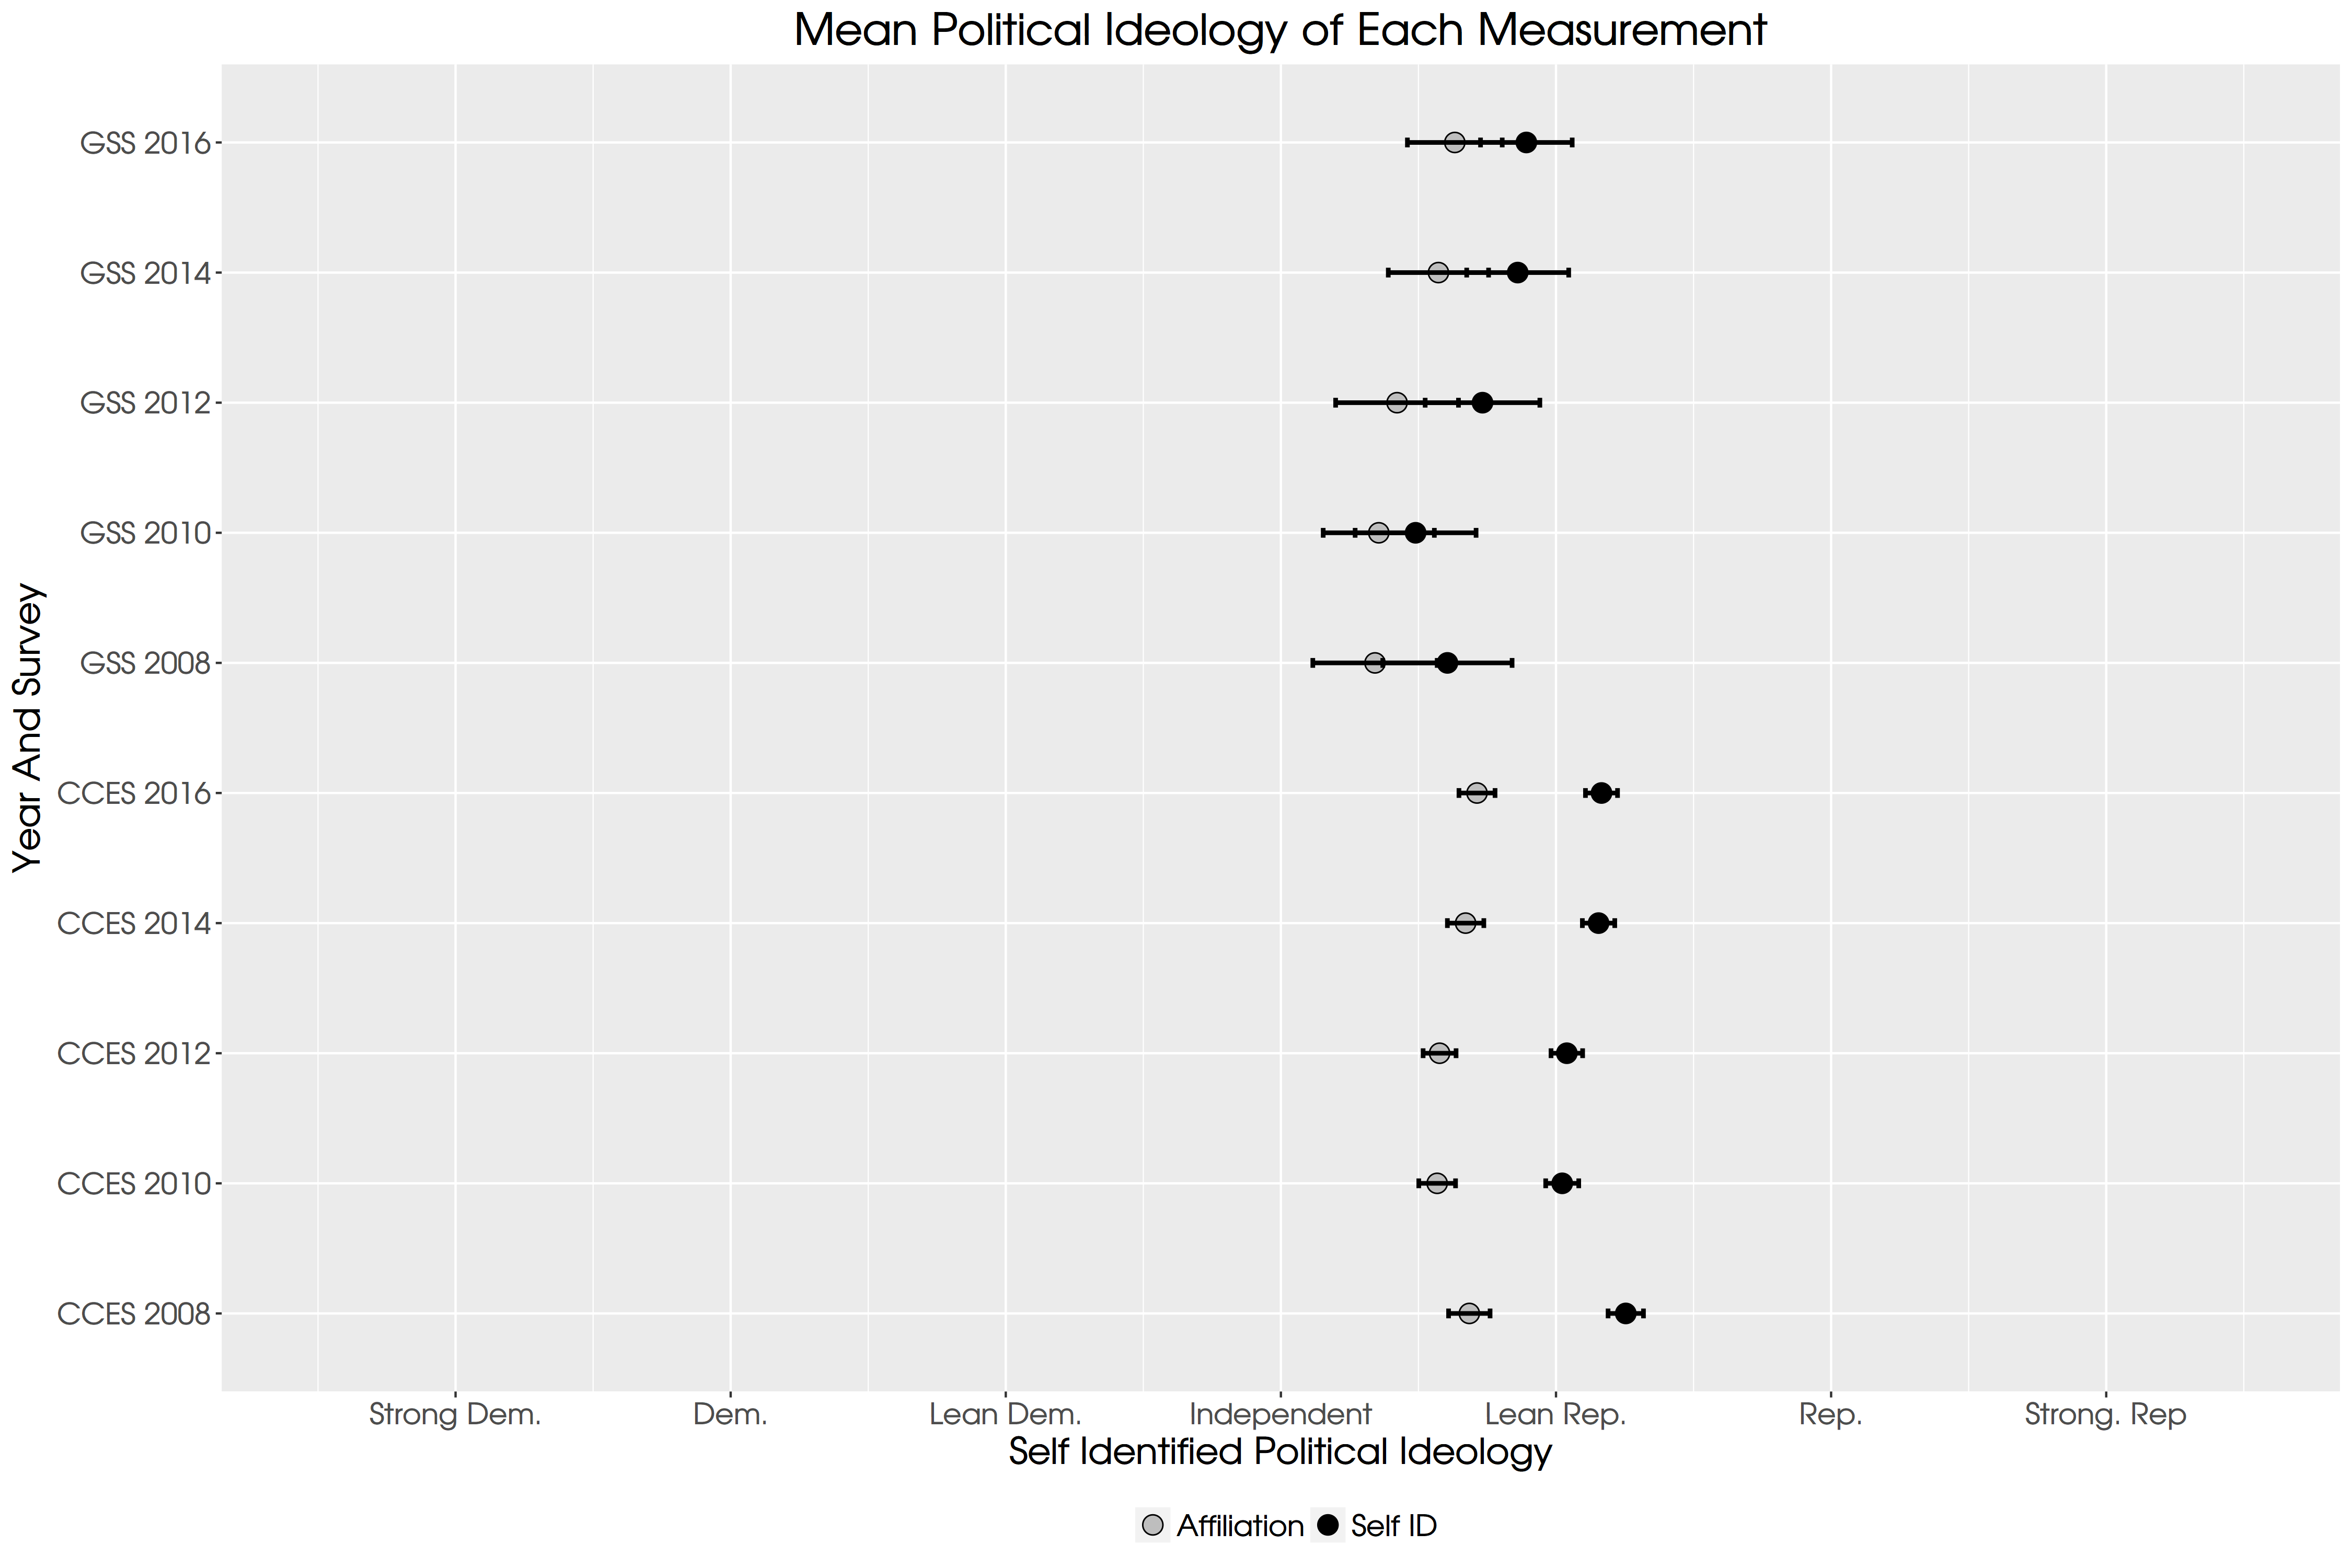 Mean Political Ideology of Each Measurement
GSS 2016
GSS 2014
GSS 2012
GSS 2010
GSS 2008
CCES 2016
CCES 2014
CCES 2012
CCES 2010
CCES 2008
Year And Survey
Strong Dem. Dem. Lean Dem. Independent Lean Rep. Rep. Strong. Rep
Self Identified Political Ideology
Affiliation Self ID